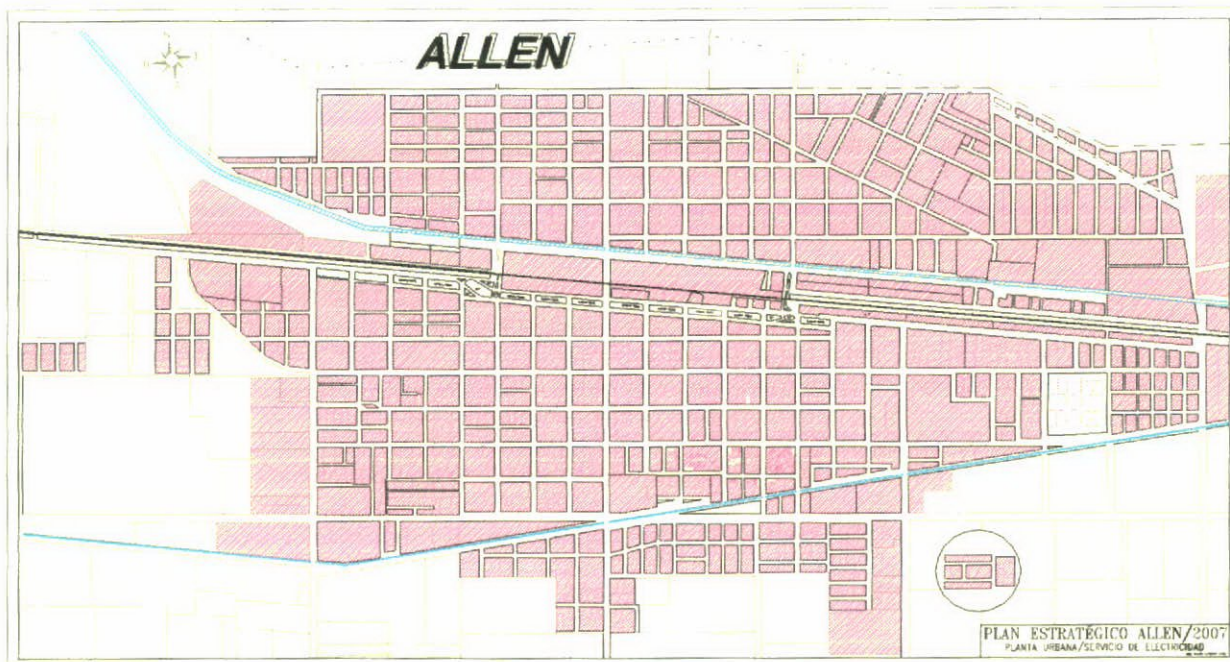 ALLEN
PLAN ESTRATÉGICO ALLEN/2007
PLANTA URBANA/SERVICIO DE ELECTRICIDAD